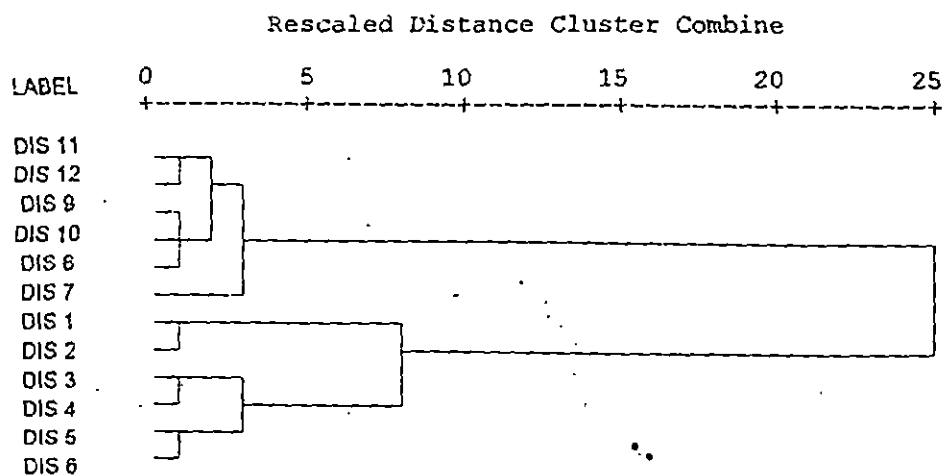 Rescaled Distance Cluster Combine
LABEL 0 5 10 15 20 25
DIS 11
DIS 12
DIS 9
DIS 10
DIS 6
DIS 7
DIS 1
DIS 2
DIS 3
DIS 4
DIS 5
DIS 6